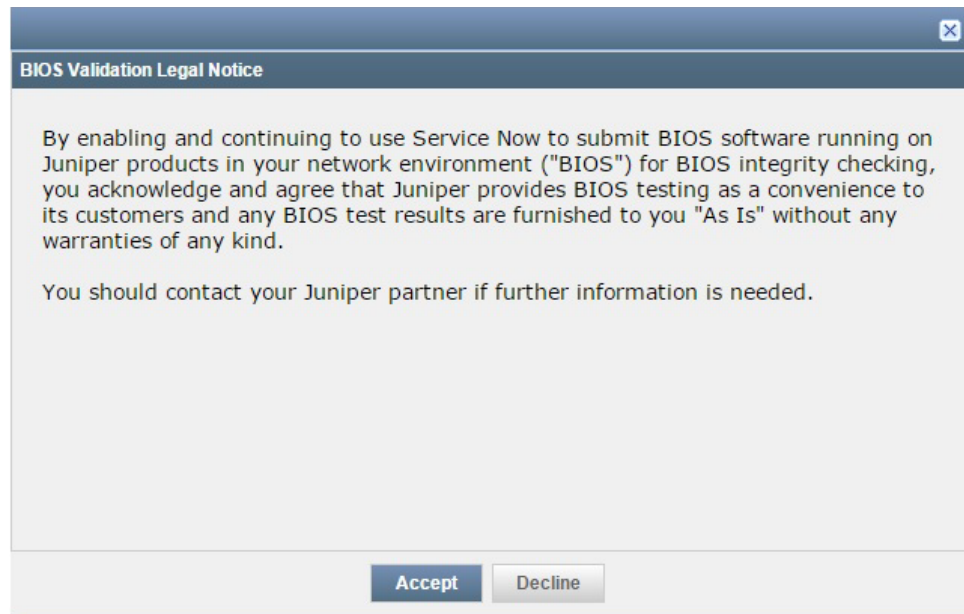 BIOS Validation Legal Notice
By enabling and continuing to use Service Now to submit BIOS software running on
Juniper products in your network environment ("BIOS") for BIOS integrity checking,
you acknowledge and agree that Juniper provides BIOS testing as a convenience to
its customers and any BIOS test results are furnished to you "As Is" without any
warranties of any kind.
You should contact your Juniper partner if further information is needed.
Accept Decline